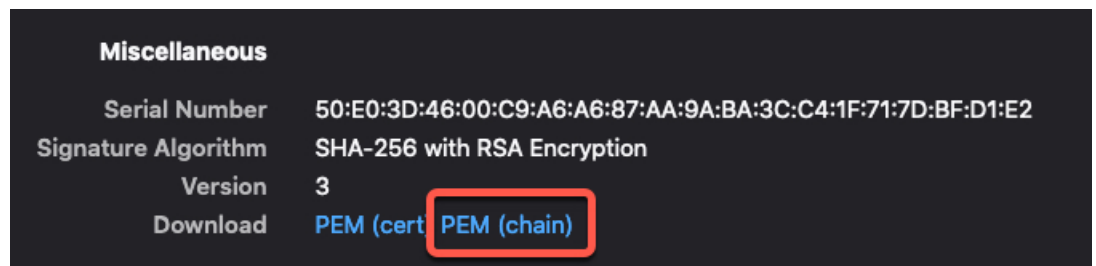 Miscellaneous
Serial Number 50:E0:3D:46:00:C9:A6:A6:87:AA:9A:BA:3C:C4:1F:71:7D:BF:D1:E2
Signature Algorithm SHA-256 with RSA Encryption
Version 3
Download PEM (cert) PEM (chain)